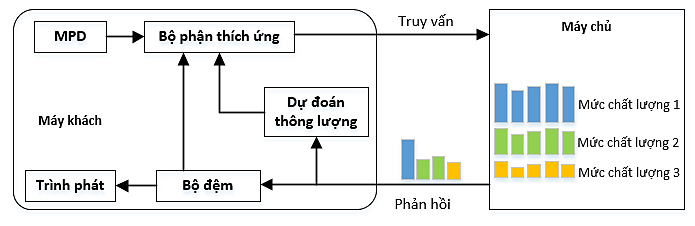 MPD
Bộ phận thích ứng
Truy vấn
Máy chủ
Dự đoán
thông lượng
Máy khách
Mức chất lượng 1
Mức chất lượng 2
Mức chất lượng 3
Trình phát
Bộ đệm
Phản hồi